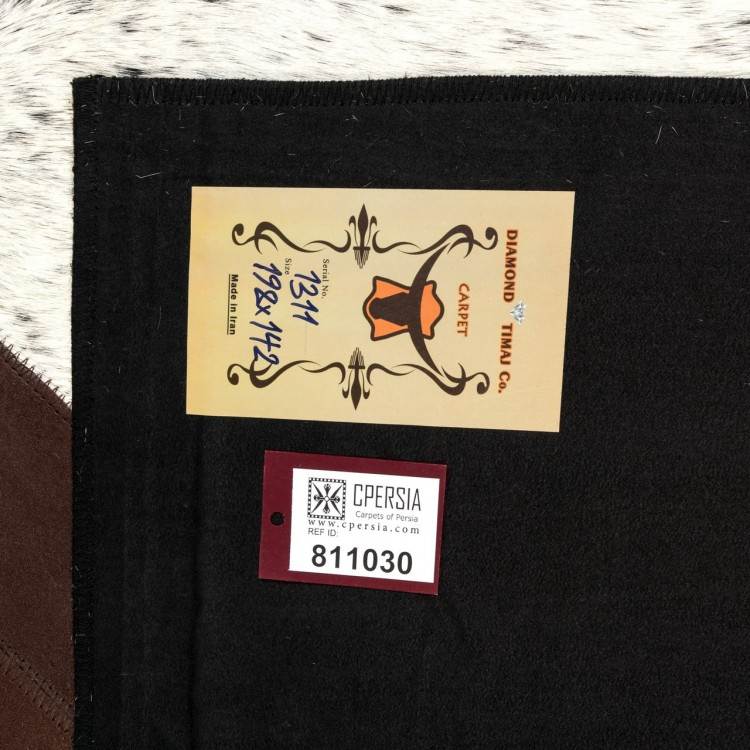 DIAMOND TIMAJ Co.
CARPET
Serial No.
1311
Size
198x142
Made in Iran
CPERSIA
Carpets of Persia
www.cpersia.com
REF ID:
811030